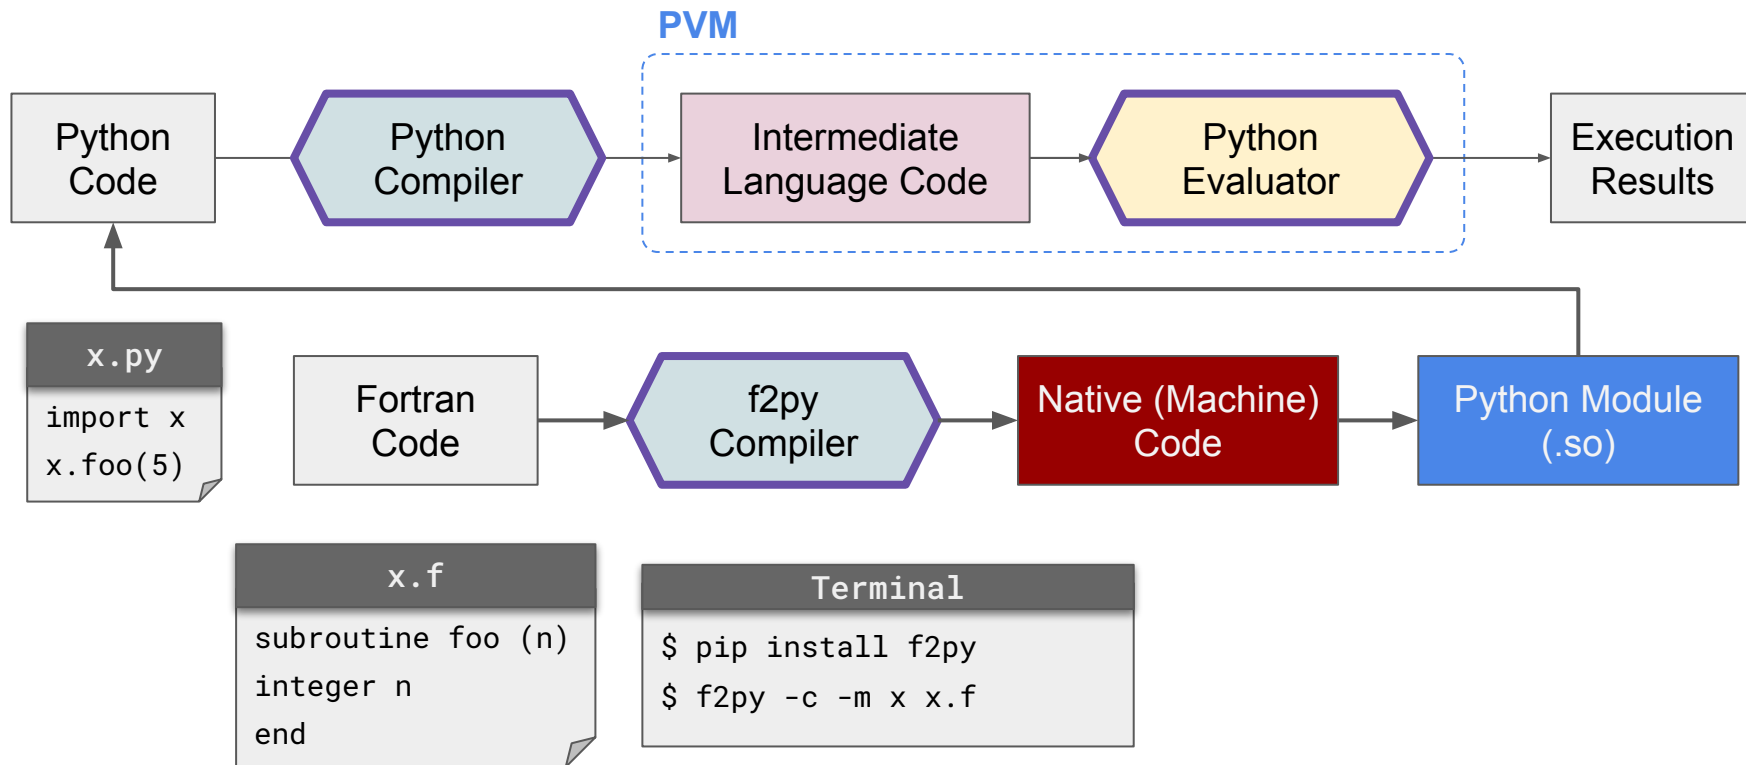 PVM
Python
Code
Python
Compiler
Intermediate
Language Code
Python
Evaluator
Execution
Results
x.py
import x
x.foo(5)
Fortran
Code
f2py
Compiler
Native (Machine)
Code
Python Module
(.so)
x.f
subroutine foo (n)
integer n
end
Terminal
$ pip install f2py
$ f2py -c -m x x.f